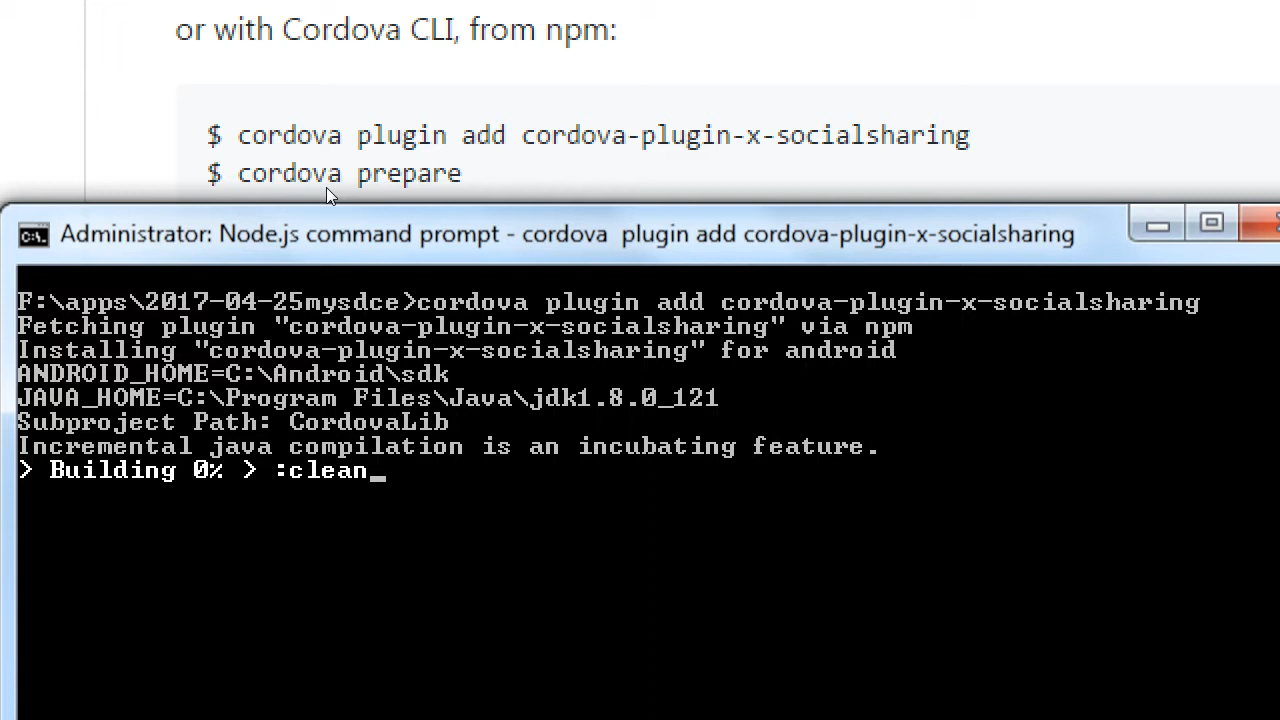 or with Cordova CLI, from npm:
$ cordova plugin add cordova-plugin-x-socialsharing
$ cordova prepare
C:\.
Administrator: Node.js command prompt - cordova  plugin add cordova-plugin-x-socialsharing
F:\apps\2017-04-25mysdce>cordova plugin add cordova-plugin-x-socialsharing
Fetching plugin "cordova-plugin-x-socialsharing" via npm
Installing "cordova-plugin-x-socialsharing" for android
ANDROID_HOME=C:\Android\sdk
JAVA_HOME=C:\Program Files\Java\jdk1.8.0_121
Subproject Path: CordovaLib
Incremental java compilation is an incubating feature.
> Building 0% > :clean_